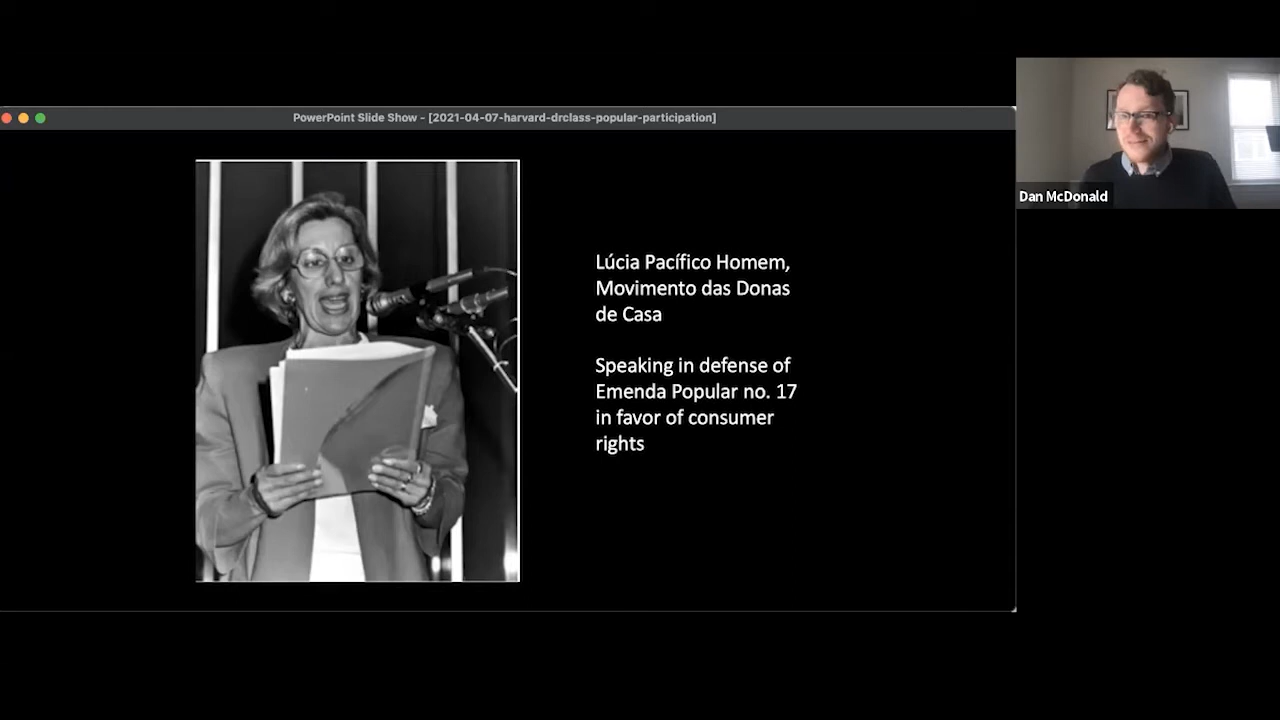 PowerPoint Slide Show - [2021-04-07-harvard-drclass-popular-participation]
Lúcia Pacífico Homem,
Movimento das Donas
de Casa
Speaking in defense of
Emenda Popular no. 17
in favor of consumer
rights
Dan McDonald